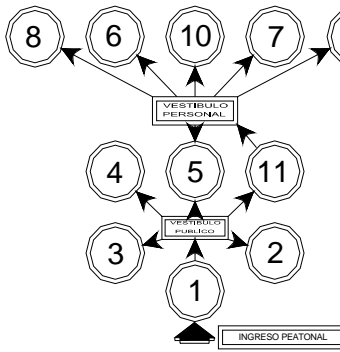 8 6 10 7
VESTIBULO
PERSONAL
4 5 11
VESTIBULO
PUBLICO
3 2
1
INGRESO PEATONAL